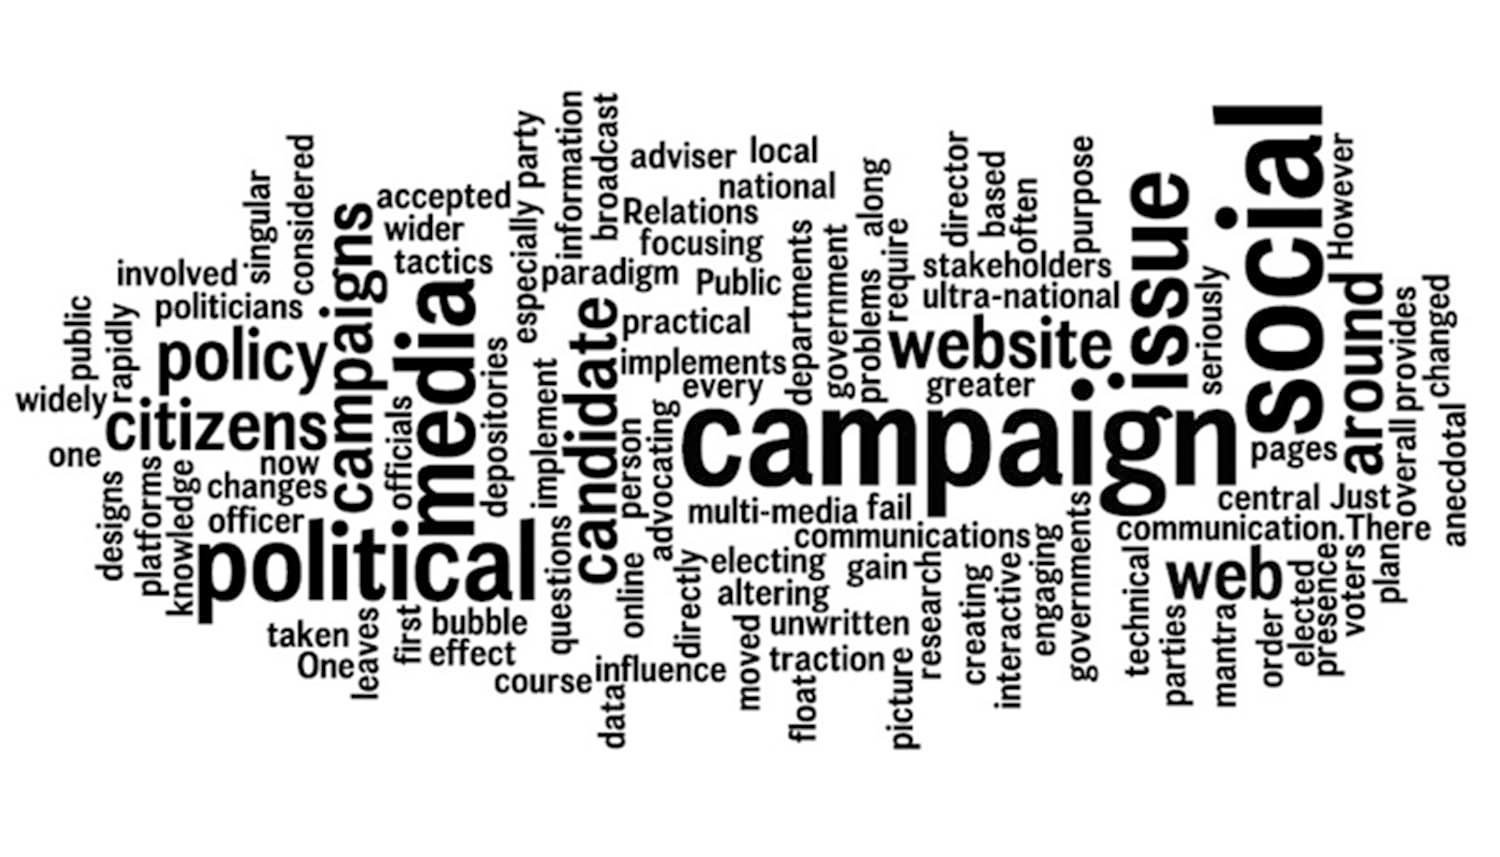 social
campaign
political
media
issue
candidate
website
citizens
policy
campaigns
around
web
involved
singular
considered
accepted
wider
tactics
politicians
public
rapidly
widely
one
now
changes
officer
designs
platforms
knowledge
officials
depositories
especially
party
information
broadcast
adviser
local
national
Relations
focusing
paradigm
Public
practical
implements
every
departments
government
problems
along
require
director
based
often
purpose
stakeholders
ultra-national
greater
seriously
However
provides
changed
overall
anecdotal
pages
central
Just
communication.There
implement
person
advocating
multi-media
fail
communications
electing
gain
altering
unwritten
traction
questions
online
directly
moved
float
picture
research
creating
interactive
engaging
governments
technical
parties
mantra
order
elected
presence
voters
plan
taken
One
leaves
first
bubble
effect
course
influence
data